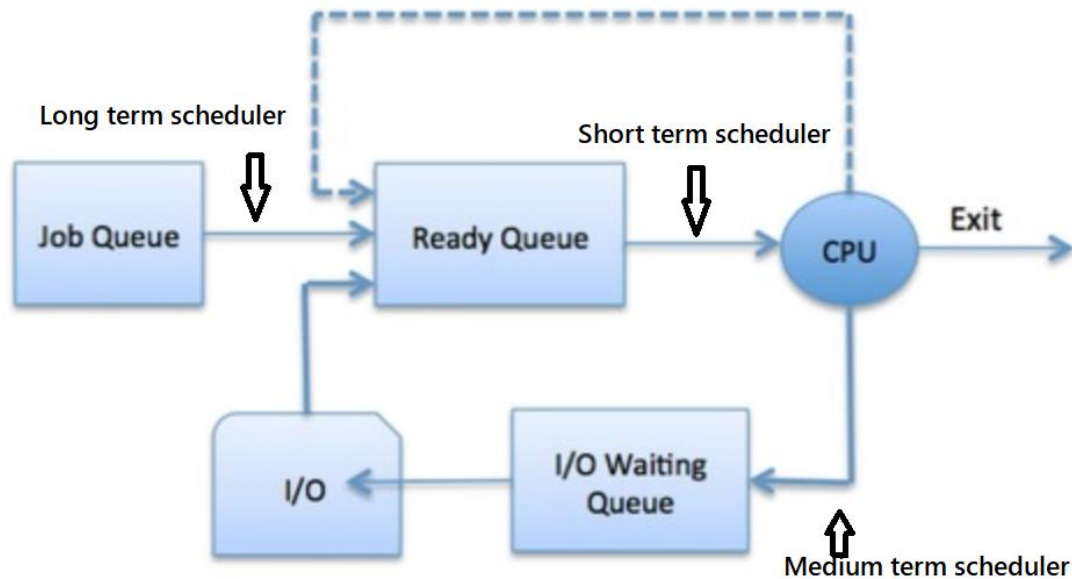 Long term scheduler
Short term scheduler
Job Queue
Ready Queue
CPU
Exit
I/O
I/O Waiting
Queue
Medium term scheduler